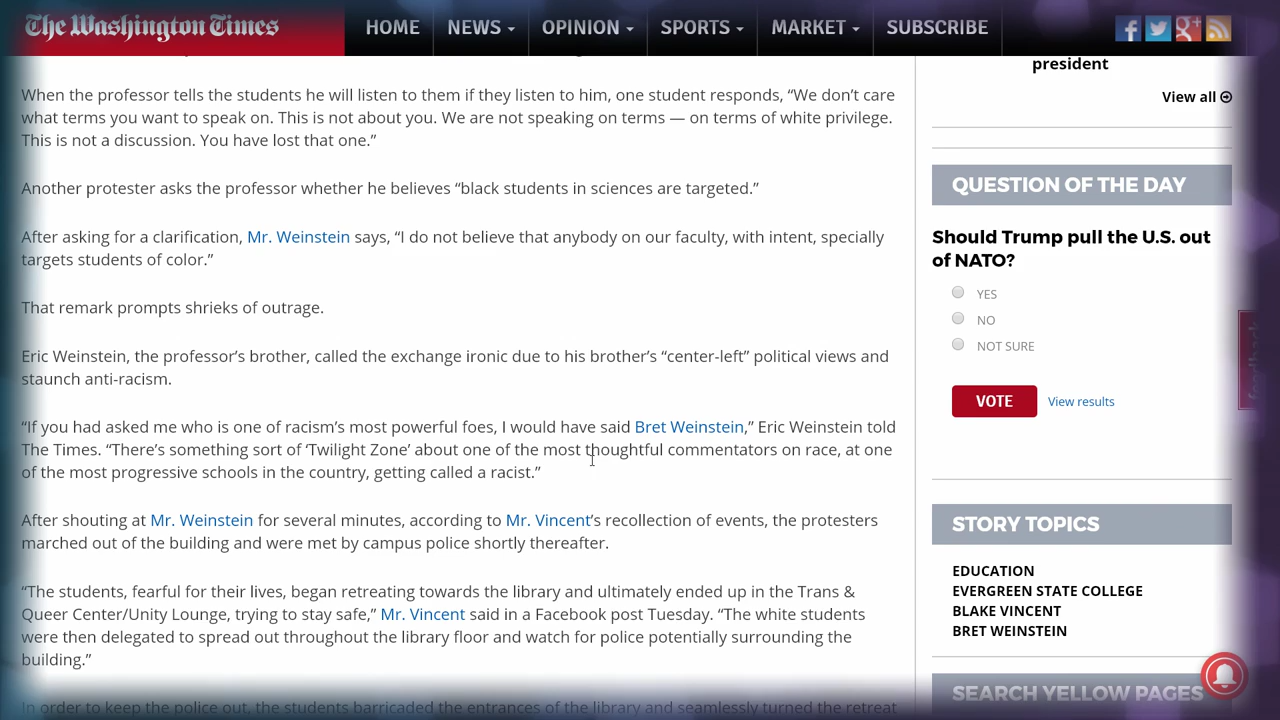 The Washington Times
HOME
NEWS
OPINION
SPORTS
MARKET
SUBSCRIBE
When the professor tells the students he will listen to them if they listen to him, one student responds, “We don’t care
what terms you want to speak on. This is not about you. We are not speaking on terms — on terms of white privilege.
This is not a discussion. You have lost that one.”
Another protester asks the professor whether he believes “black students in sciences are targeted.”
After asking for a clarification, Mr. Weinstein says, “I do not believe that anybody on our faculty, with intent, specially
targets students of color.”
That remark prompts shrieks of outrage.
Eric Weinstein, the professor’s brother, called the exchange ironic due to his brother’s “center-left” political views and
staunch anti-racism.
“If you had asked me who is one of racism’s most powerful foes, I would have said Bret Weinstein,” Eric Weinstein told
The Times. “There’s something sort of ‘Twilight Zone’ about one of the most thoughtful commentators on race, at one
of the most progressive schools in the country, getting called a racist.”
After shouting at Mr. Weinstein for several minutes, according to Mr. Vincent’s recollection of events, the protesters
marched out of the building and were met by campus police shortly thereafter.
“The students, fearful for their lives, began retreating towards the library and ultimately ended up in the Trans &
Queer Center/Unity Lounge, trying to stay safe,” Mr. Vincent said in a Facebook post Tuesday. “The white students
were then delegated to spread out throughout the library floor and watch for police potentially surrounding the
building.”
In order to keep the police out, the students barricaded the entrances of the library and seamlessly turned the retreat
president
View all
QUESTION OF THE DAY
Should Trump pull the U.S. out
of NATO?
YES
NO
NOT SURE
VOTE
View results
feedback
STORY TOPICS
EDUCATION
EVERGREEN STATE COLLEGE
BLAKE VINCENT
BRET WEINSTEIN
SEARCH YELLOW PAGES